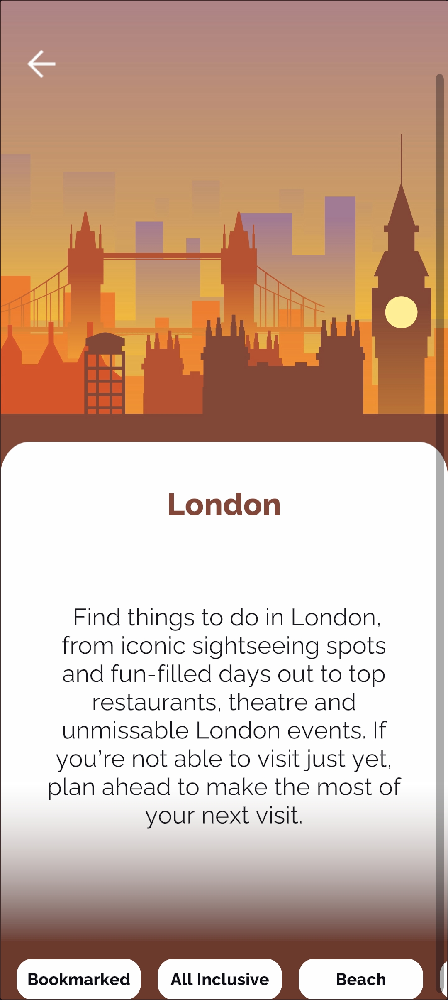 London
Find things to do in London,
from iconic sightseeing spots
and fun-filled days out to top
restaurants, theatre and
unmissable London events. If
you’re not able to visit just yet,
plan ahead to make the most of
your next visit.
Bookmarked
All Inclusive
Beach